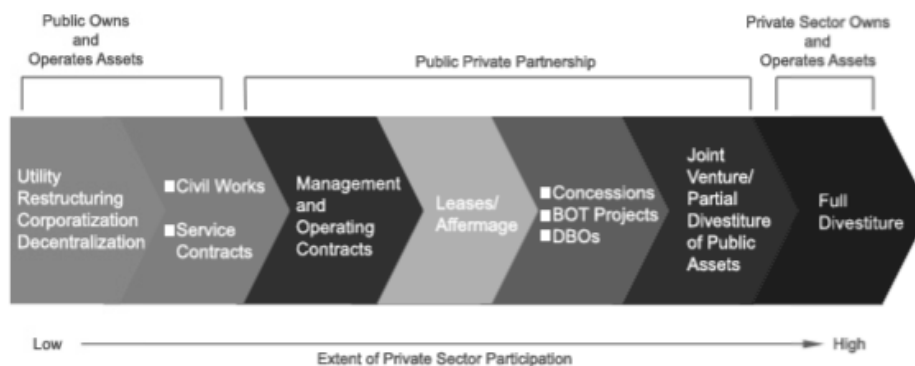 Public Owns
and
Operates Assets
Public Private Partnership
Private Sector Owns
and
Operates Assets
Utility
Restructuring
Corporatization
Decentralization
Civil Works
Service
Contracts
Management
and
Operating
Contracts
Leases/
Affermage
Concessions
BOT Projects
DBOs
Joint
Venture/
Partial
Divestiture
of Public
Assets
Full
Divestiture
Low
Extent of Private Sector Participation
High